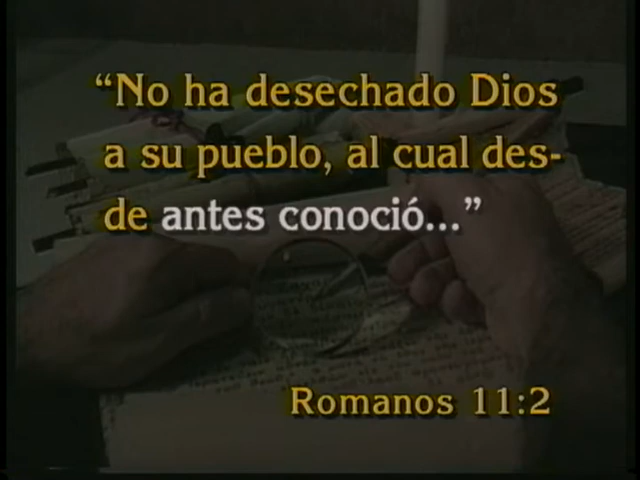 “No ha desechado Dios
a su pueblo, al cual des-
de antes conoció...”
Romanos 11:2